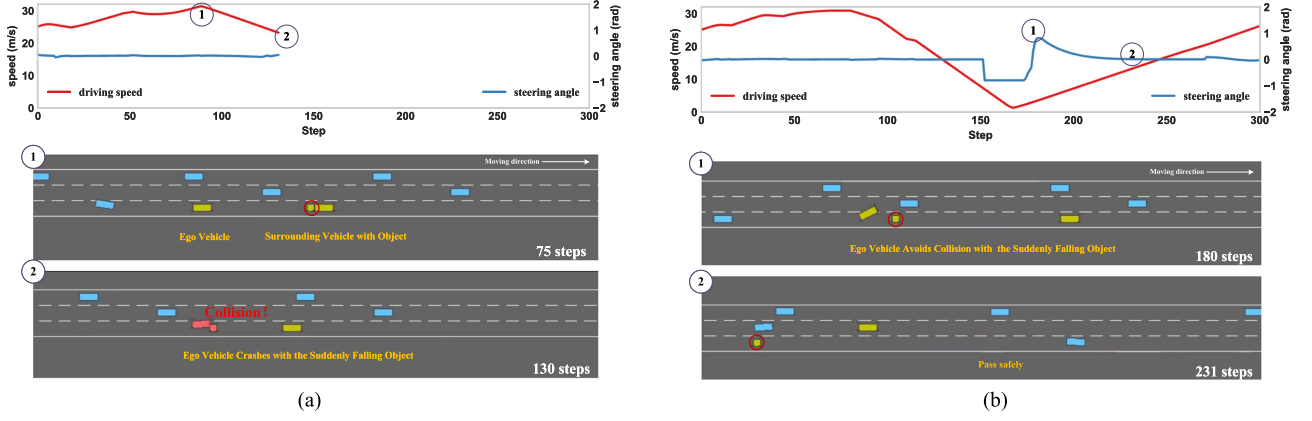 30
20
10
0
speed (m/s)
1
2
driving speed
steering angle
2
1
0
−1
−2
steering angle (rad)
0
50
100
150
200
250
300
Step
1
Moving direction
Ego Vehicle
Surrounding Vehicle with Object
75 steps
2
Collision !
Ego Vehicle Crashes with the Suddenly Falling Object
130 steps
(a)
30
20
10
0
speed (m/s)
1
2
driving speed
steering angle
2
1
0
−1
−2
steering angle (rad)
0
50
100
150
200
250
300
Step
1
Moving direction
Ego Vehicle Avoids Collision with the Suddenly Falling Object
180 steps
2
Pass safely
231 steps
(b)